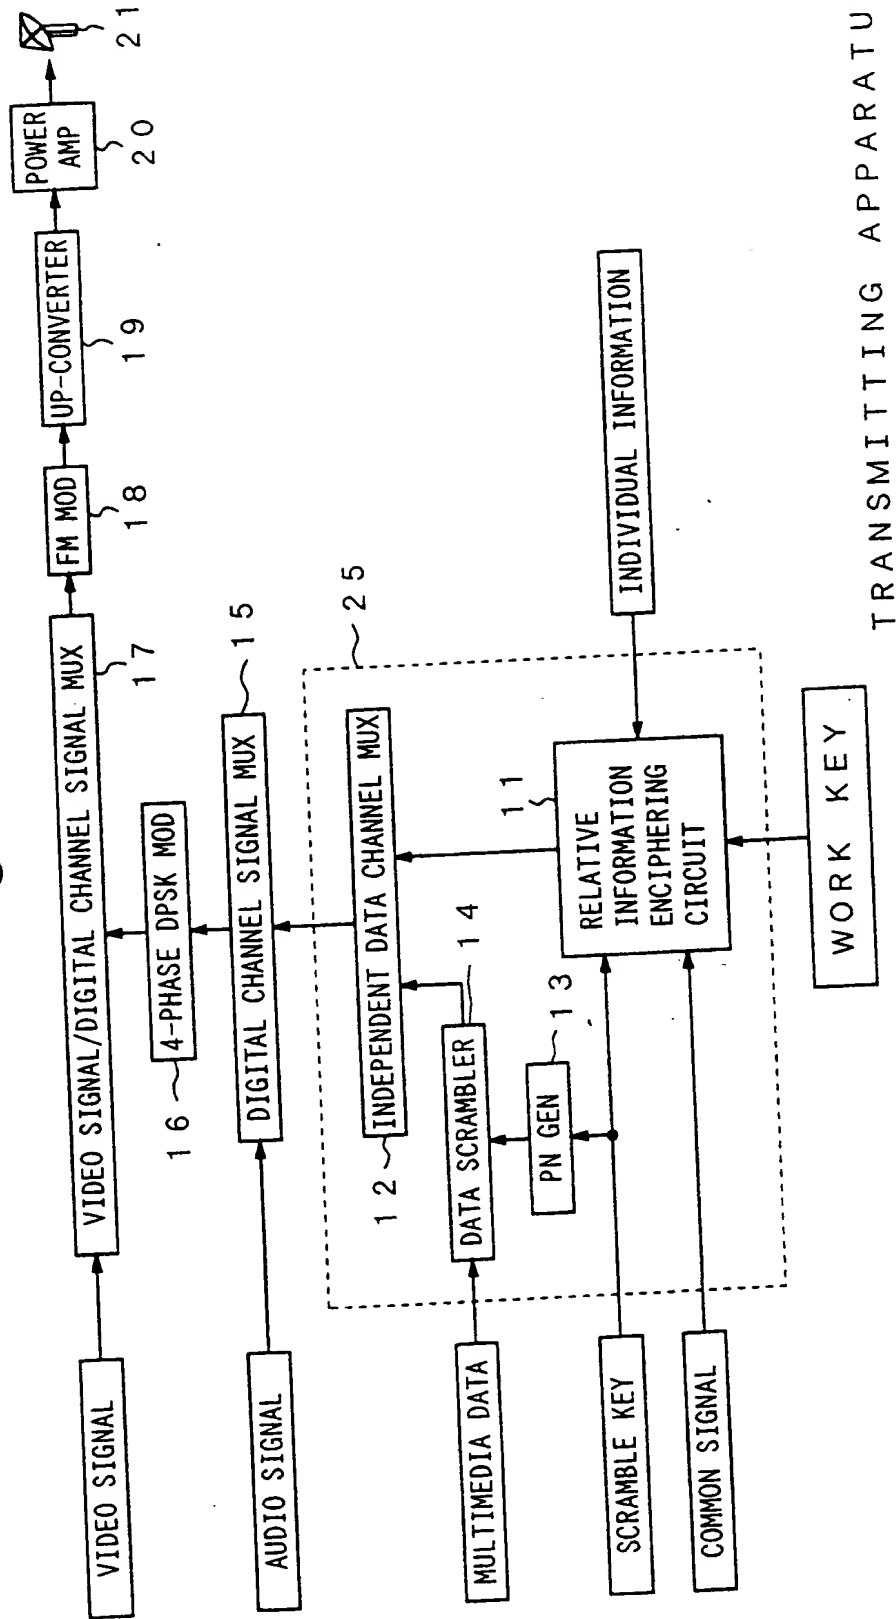 VIDEO SIGNAL
VIDEO SIGNAL/DIGITAL CHANNEL SIGNAL MUX
17
FM MOD
18
UP-CONVERTER
19
POWER
AMP
20
21
16
4-PHASE DPSK MOD
AUDIO SIGNAL
DIGITAL CHANNEL SIGNAL MUX
15
25
12
INDEPENDENT DATA CHANNEL MUX
MULTIMEDIA DATA
DATA SCRAMBLER
14
PN GEN
13
11
RELATIVE
INFORMATION
ENCIPHERING
CIRCUIT
INDIVIDUAL INFORMATION
SCRAMBLE KEY
COMMON SIGNAL
WORK KEY
TRANSMITTING APPARATU